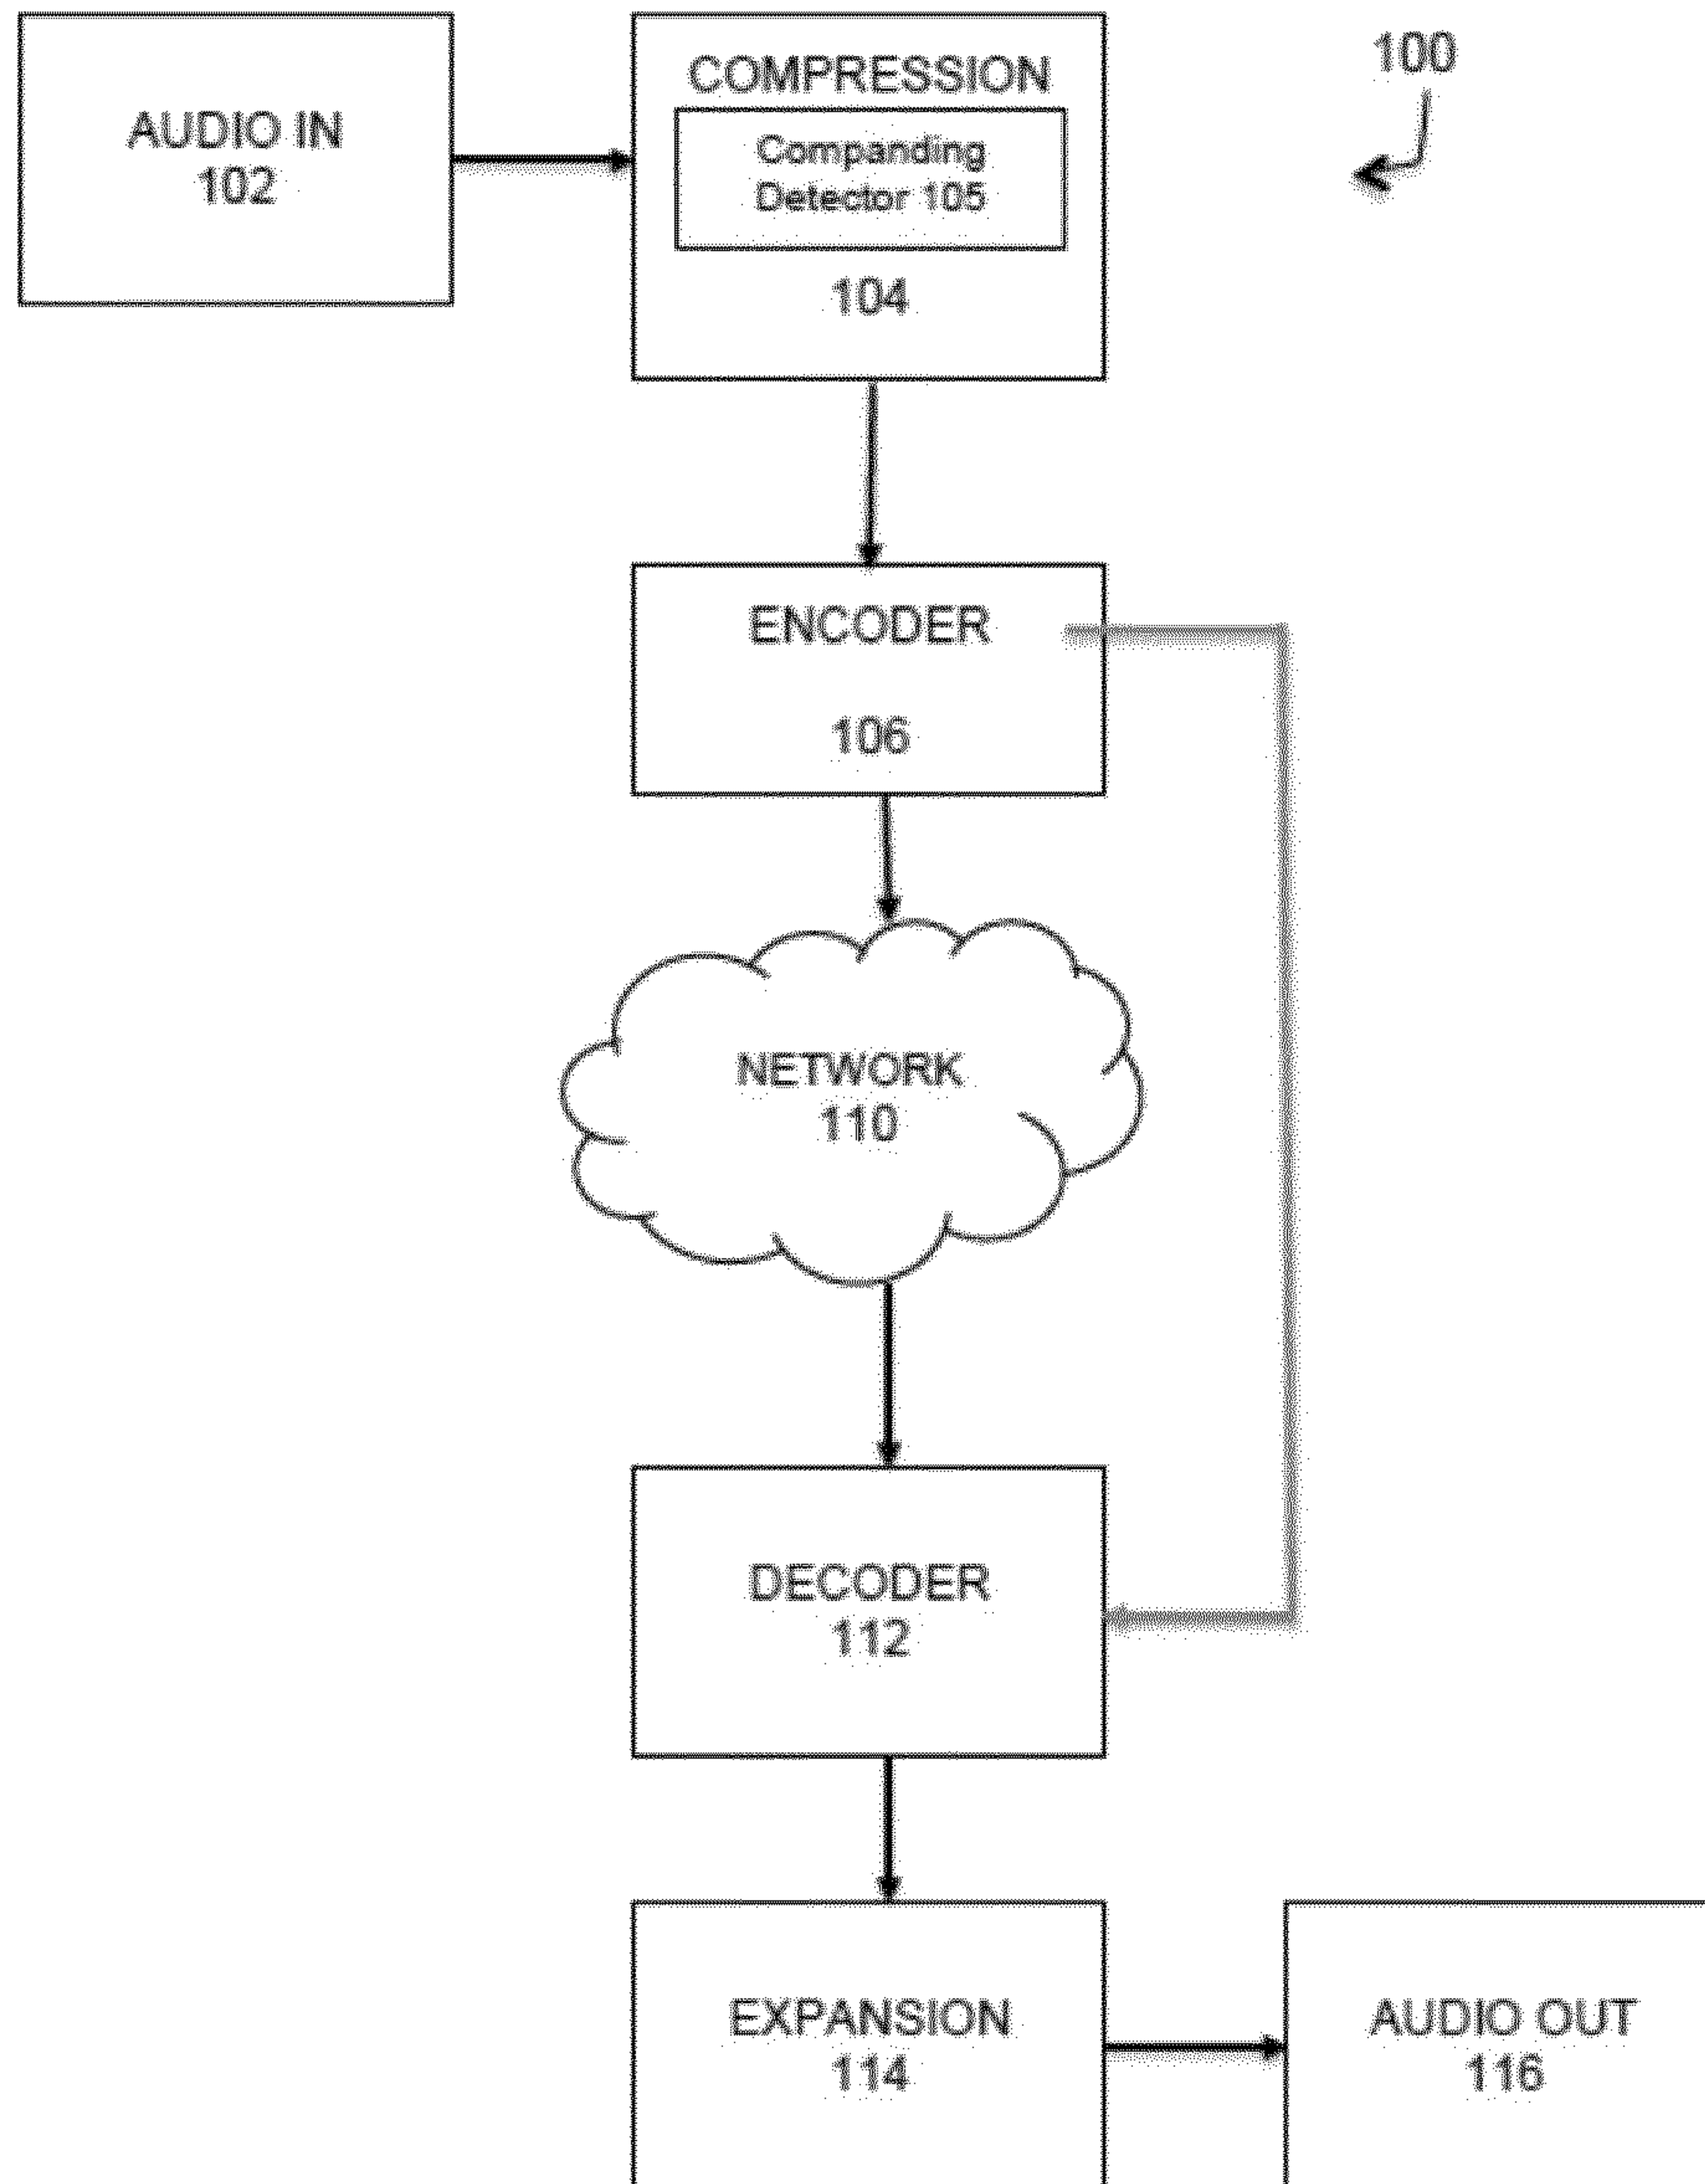 AUDIO IN
102
COMPRESSION
Companding
Detector 105
104
100
ENCODER
106
NETWORK
110
DECODER
112
EXPANSION
114
AUDIO OUT
116